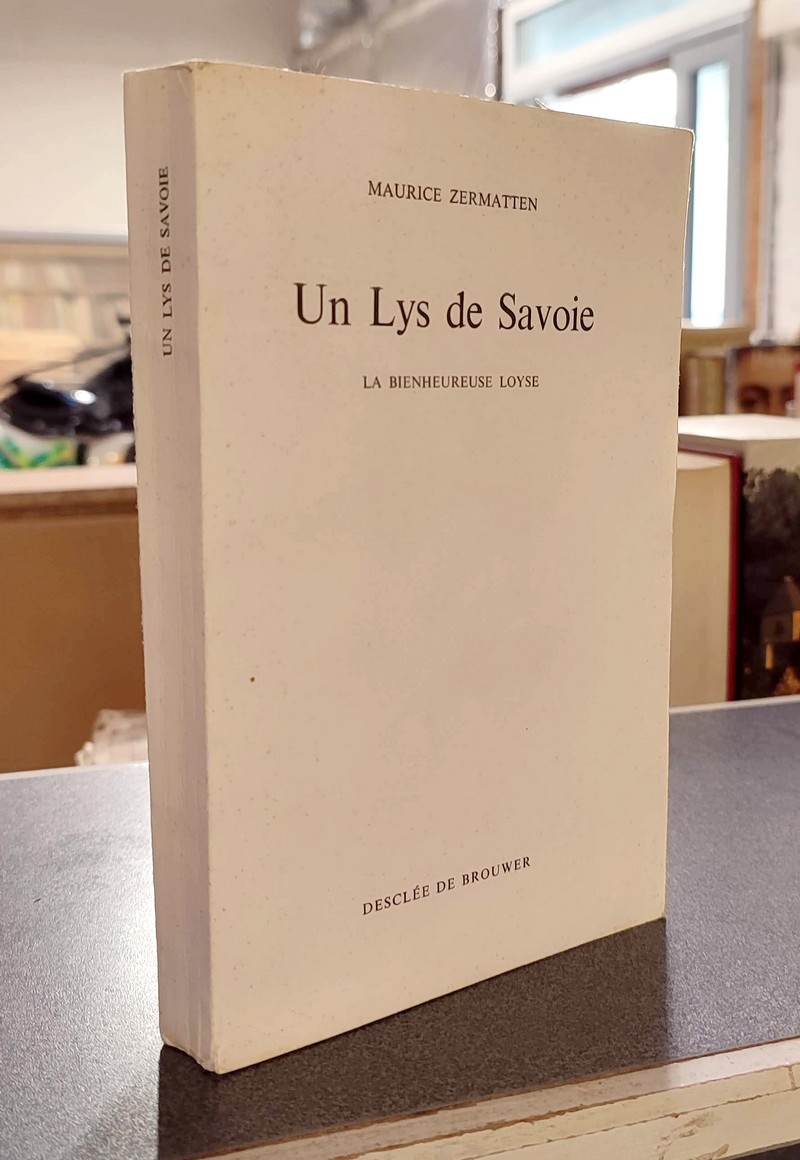 UN LYS DE SAVOIE
MAURICE ZERMATTEN
Un Lys de Savoie
LA BIENHEUREUSE LOYSE
DESCLÉE DE BROUWER